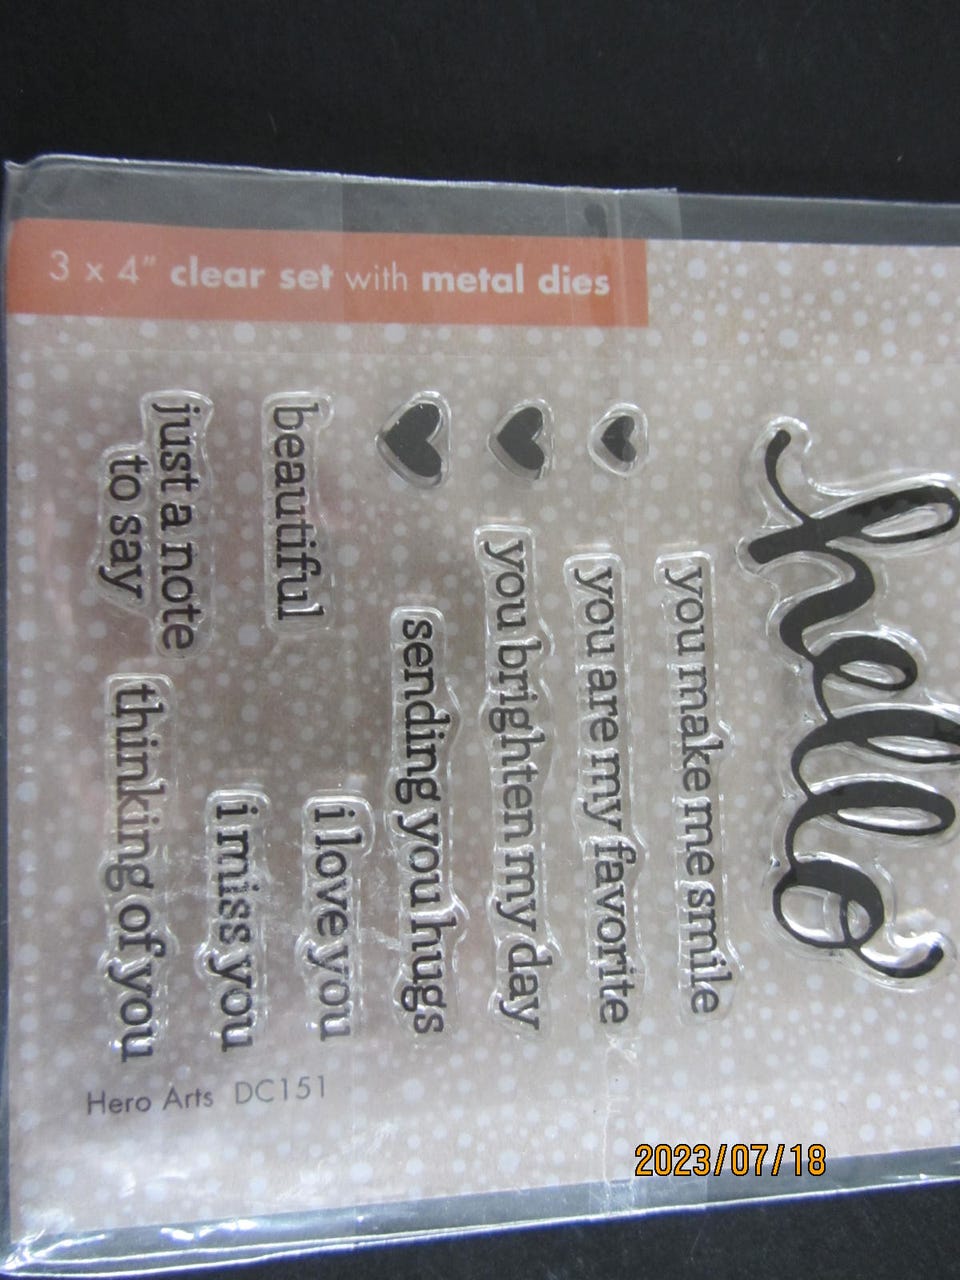 3 x 4" clear set with metal dies
hello
you make me smile
you are my favorite
you brighten my day
sending you hugs
beautiful
i love you
just a note
to say
i miss you
thinking of you
Hero Arts DC151
2023/07/18